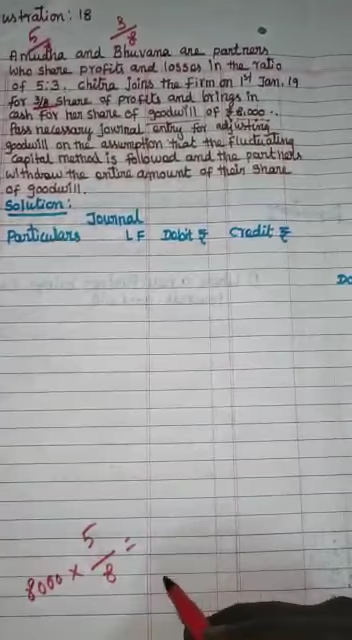 ustration: 18
5/ 3/8
Anudha and Bhuvana are partners
who share profits and losses in the ratio
of 5:3. Chitra joins the firm on 1st Jan, 19
for 3/8 share of profits and brings in
cash for her share of goodwill of ₹ 8,000.
Pass necessary Journal entry for adjusting
goodwill on the assumption that the fluctuating
capital method is followed and the partners
withdrew the entire amount of their share
of goodwill.
Solution:
Journal
Particulars LF Debit ₹ Credit ₹
De
8000 × 5/8 =